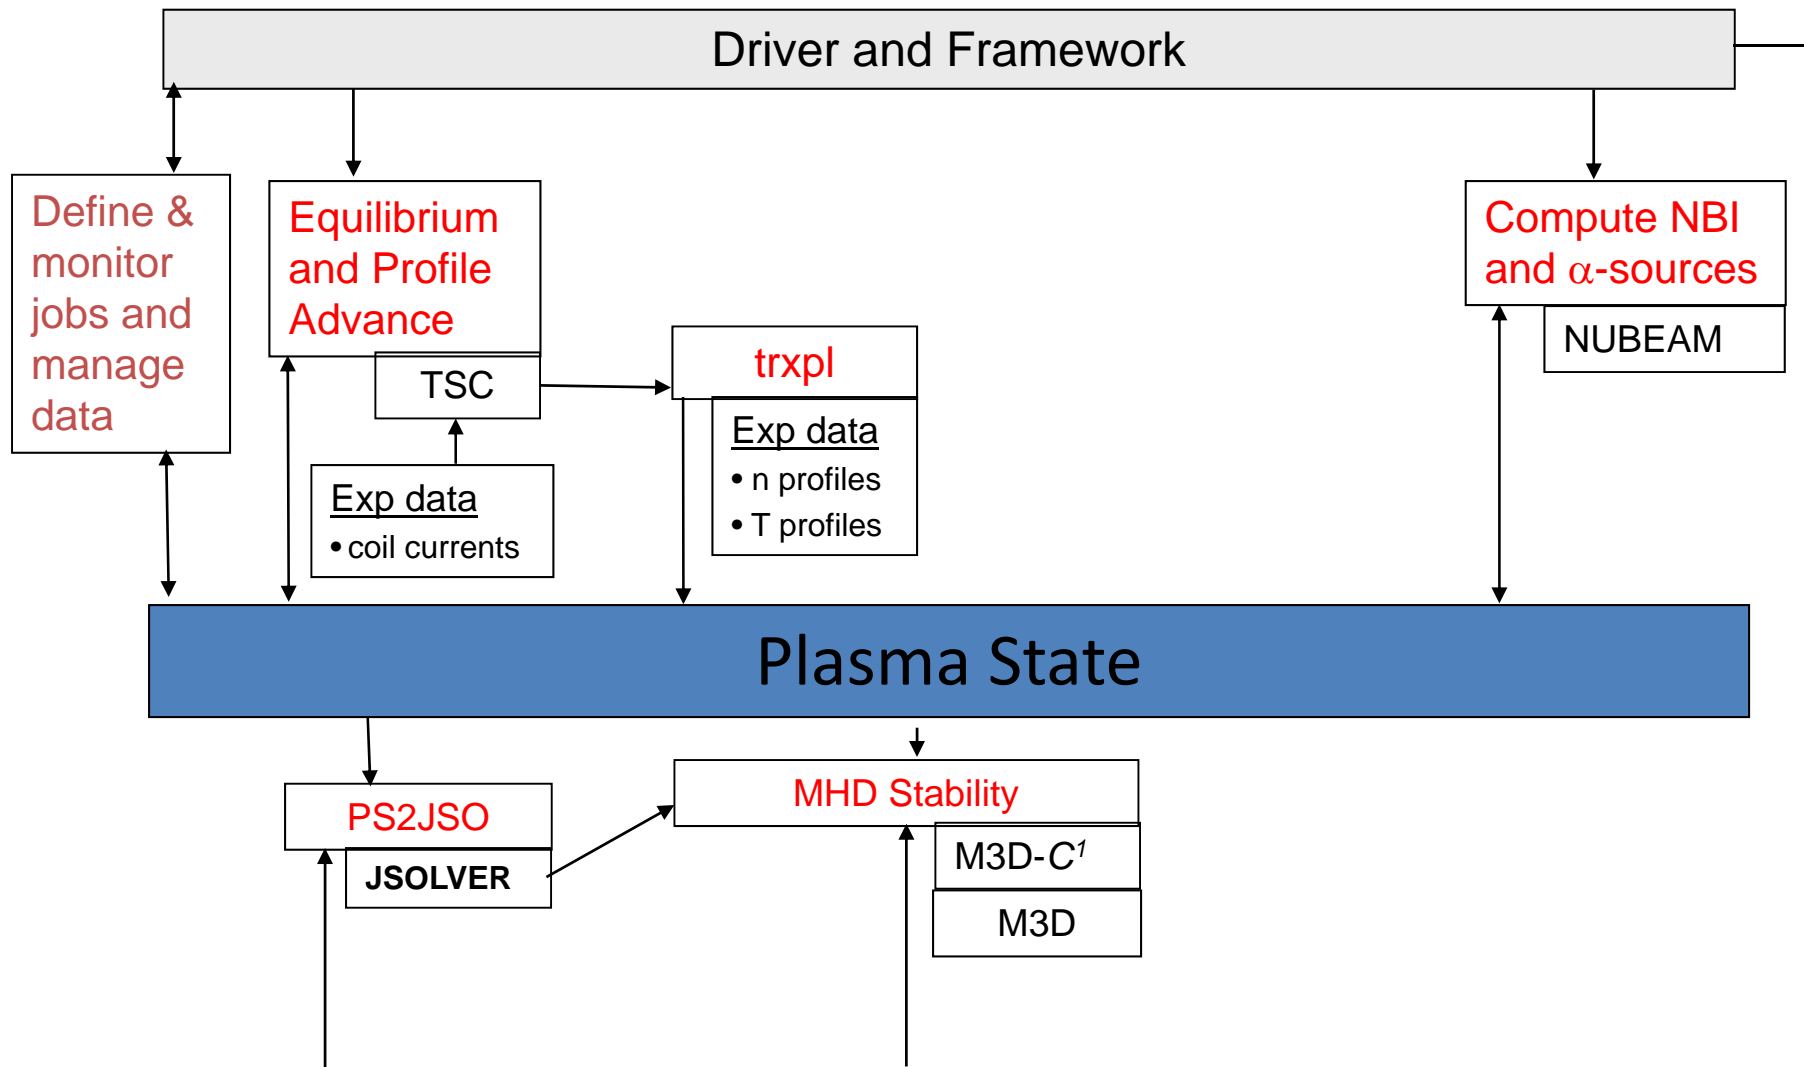 Driver and Framework
Define &
monitor
jobs and
manage
data
Equilibrium
and Profile
Advance
TSC
Exp data
• coil currents
trxpl
Exp data
• n profiles
• T profiles
Compute NBI
and α-sources
NUBEAM
Plasma State
PS2JSO
JSOLVER
MHD Stability
M3D-C¹
M3D